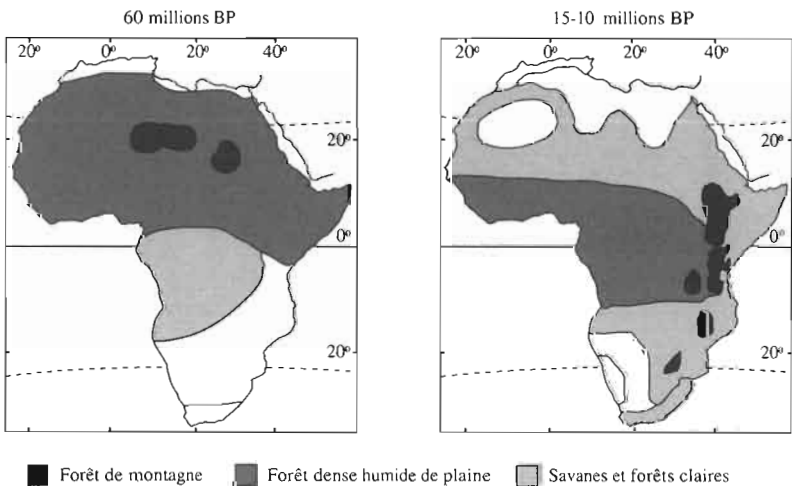 60 millions BP
15-10 millions BP
20° 0° 20° 40°
20° 0° 20° 40°
20°
20°
0°
0°
20°
20°
Forêt de montagne
Forêt dense humide de plaine
Savanes et forêts claires